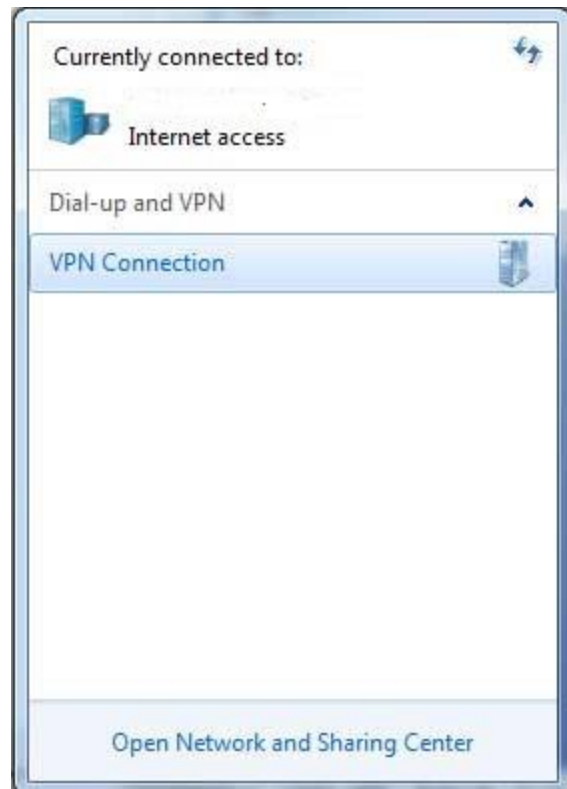 Currently connected to:
Internet access
Dial-up and VPN
VPN Connection
Open Network and Sharing Center